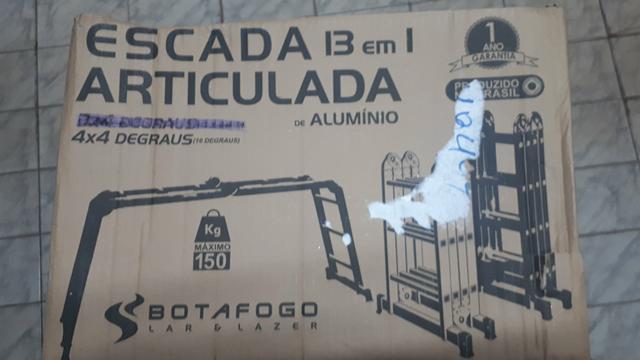 ESCADA 13 EM 1
ARTICULADA
DE ALUMÍNIO
4X4 DEGRAUS (16 DEGRAUS)
1
ANO
GARANTIA
PRODUZIDO
BRASIL
Kg
MÁXIMO
150
BOTAFOGO
LAR & LAZER